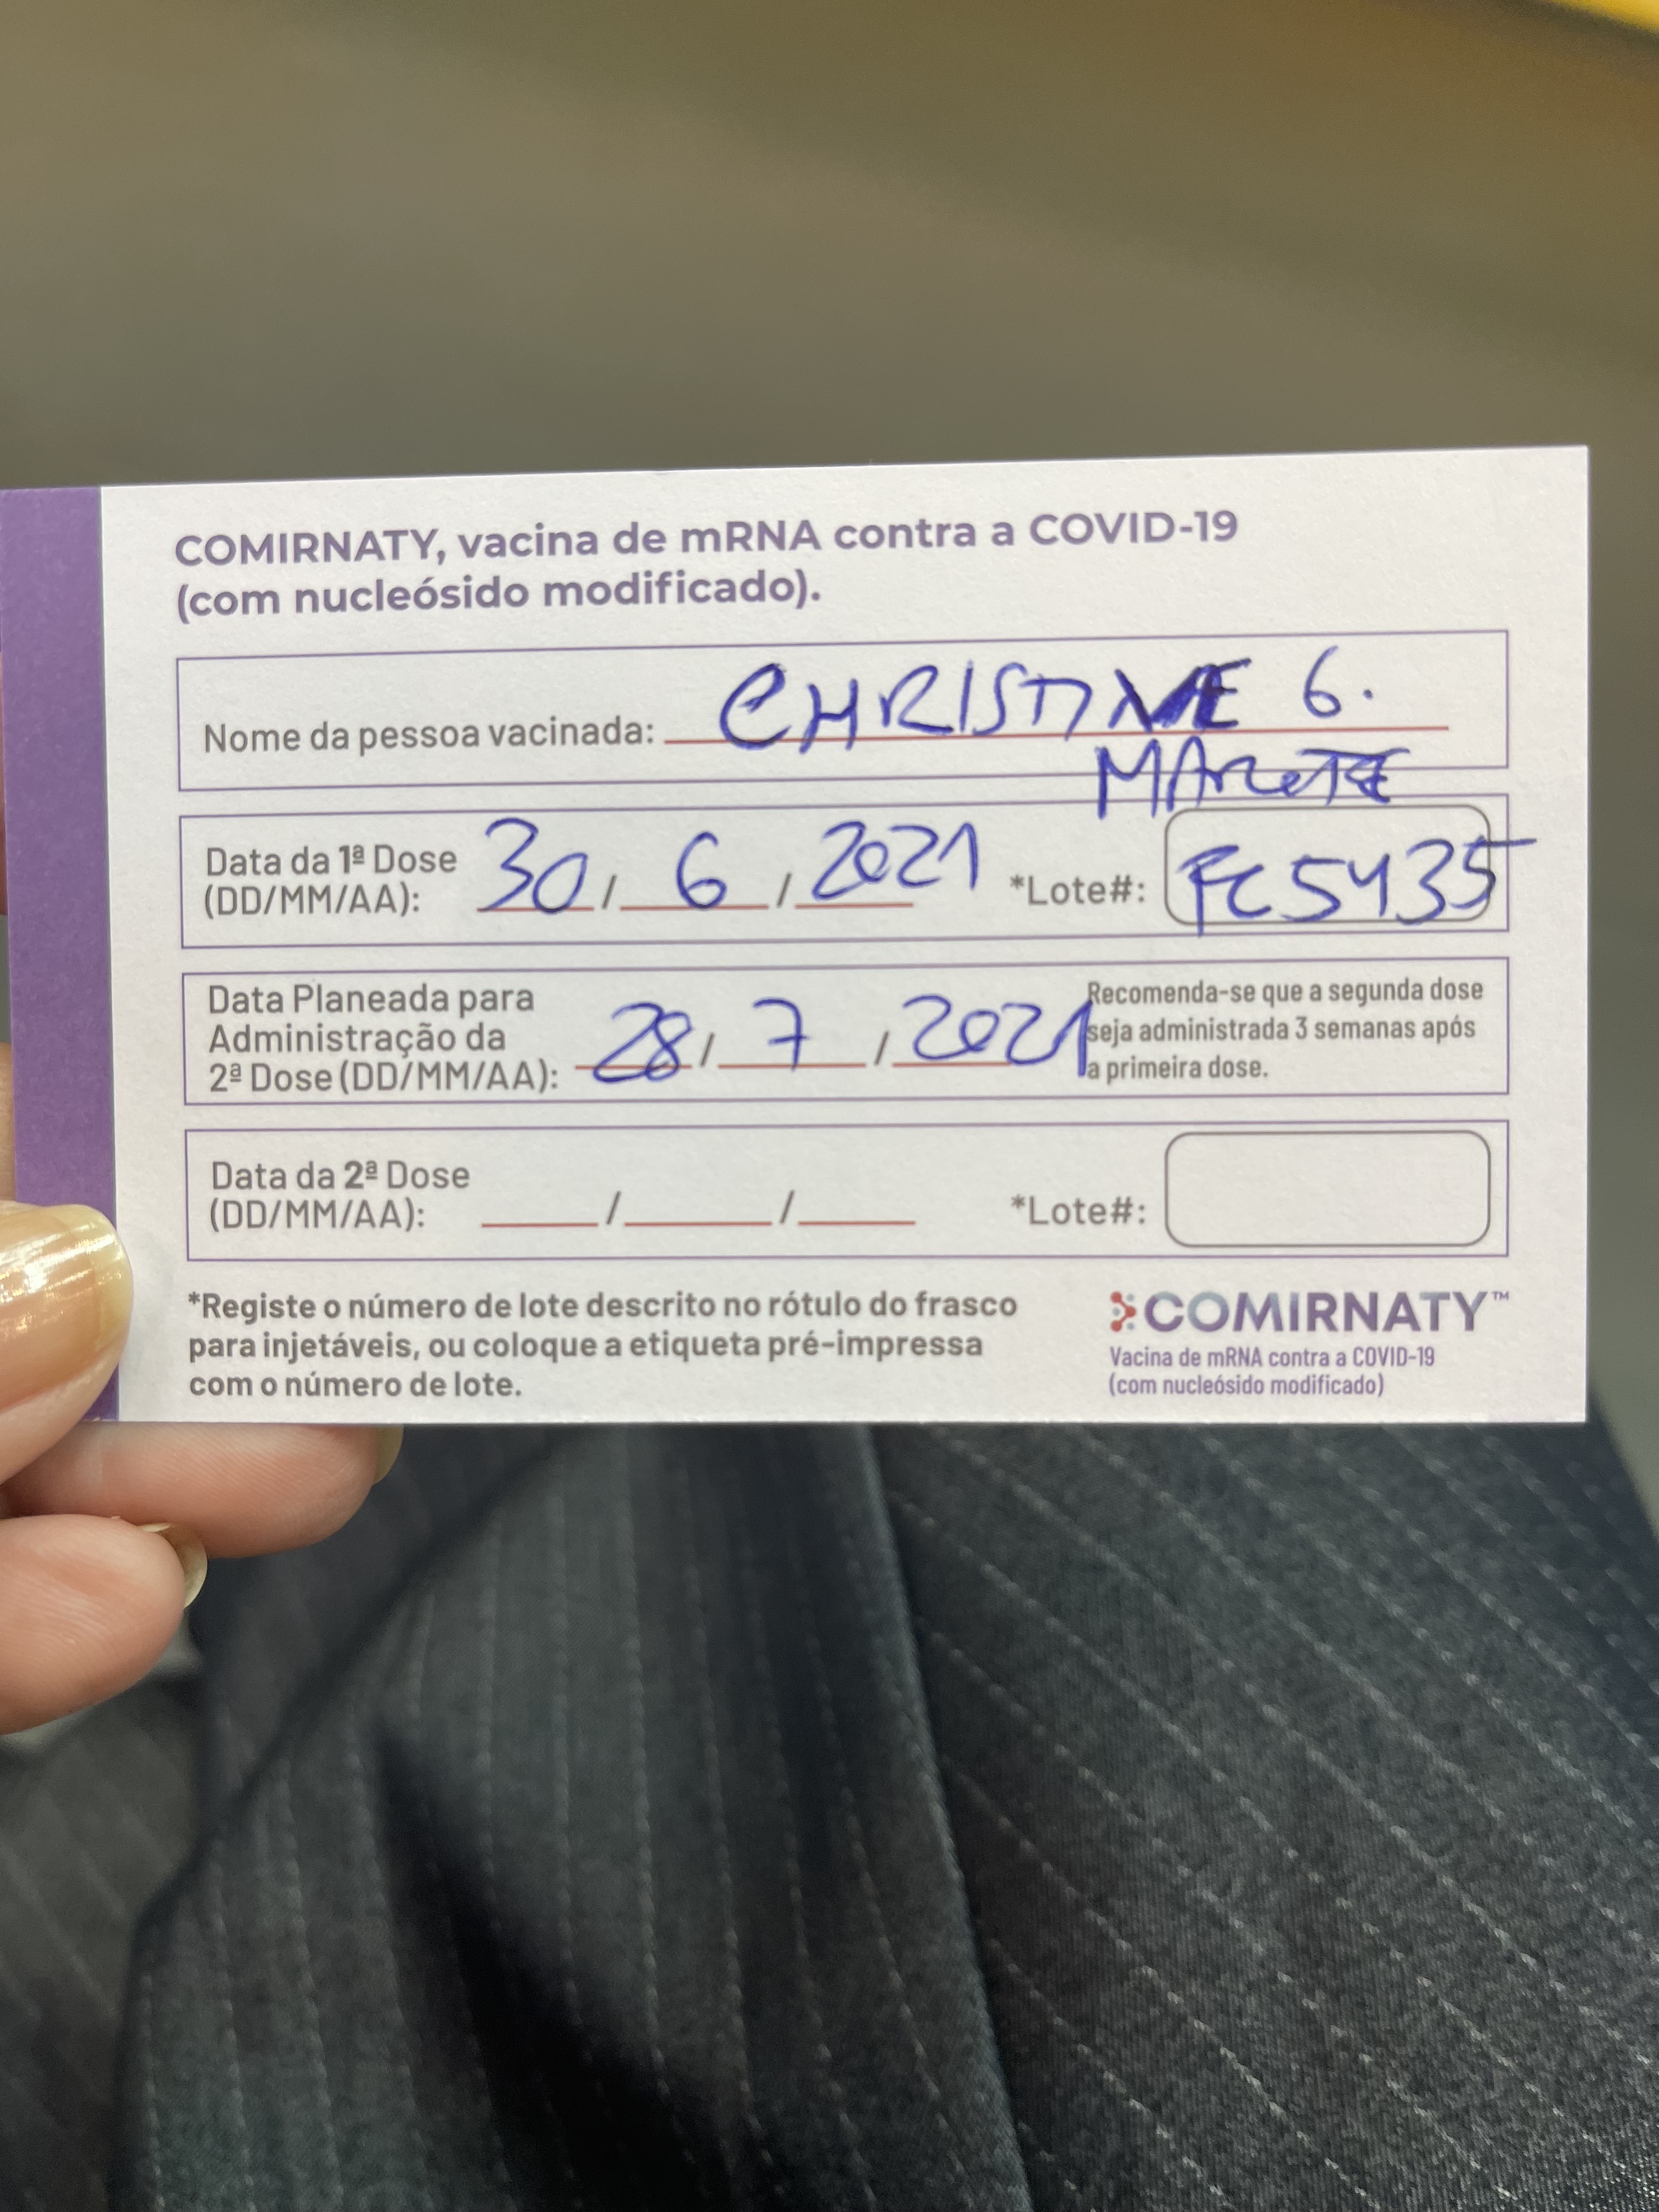 COMIRNATY, vacina de mRNA contra a COVID-19
(com nucleósido modificado).
Nome da pessoa vacinada: CHRISTINE G.
Data da 1ª Dose
(DD/MM/AA): 30 / 6 / 2021 *Lote#: FC5435
Data Planeada para
Administração da
2ª Dose (DD/MM/AA): 28 / 7 / 2021
Recomenda-se que a segunda dose
seja administrada 3 semanas após
a primeira dose.
Data da 2ª Dose
(DD/MM/AA): / / *Lote#:
*Registe o número de lote descrito no rótulo do frasco
para injetáveis, ou coloque a etiqueta pré-impressa
com o número de lote.
COMIRNATY™
Vacina de mRNA contra a COVID-19
(com nucleósido modificado)